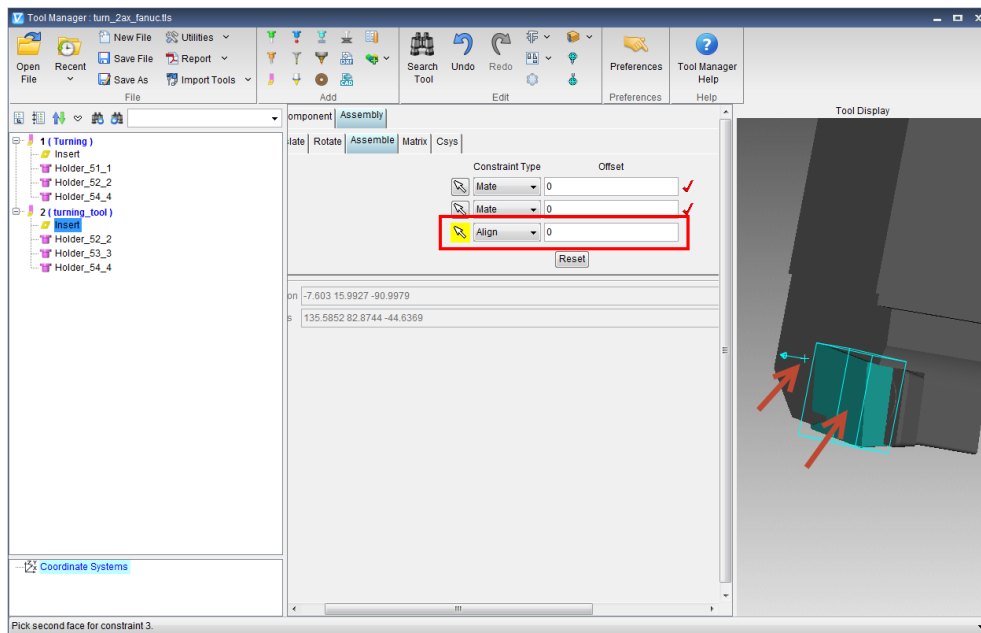 Tool Manager : turn_2ax_fanuc.tls
Open File
Recent
New File
Save File
Save As
Utilities
Report
Import Tools
File
Add
Search Tool
Undo
Redo
Edit
Preferences
Preferences
Tool Manager Help
Help
1 ( Turning )
Insert
Holder_51_1
Holder_52_2
Holder_54_4
2 ( turning_tool )
Insert
Holder_52_2
Holder_53_3
Holder_54_4
Coordinate Systems
omponent Assembly
late Rotate Assemble Matrix Csys
Constraint Type Offset
Mate 0
Mate 0
Align 0
Reset
on -7.603 15.9927 -90.9979
s 135.5852 82.8744 -44.6369
Tool Display
Pick second face for constraint 3.